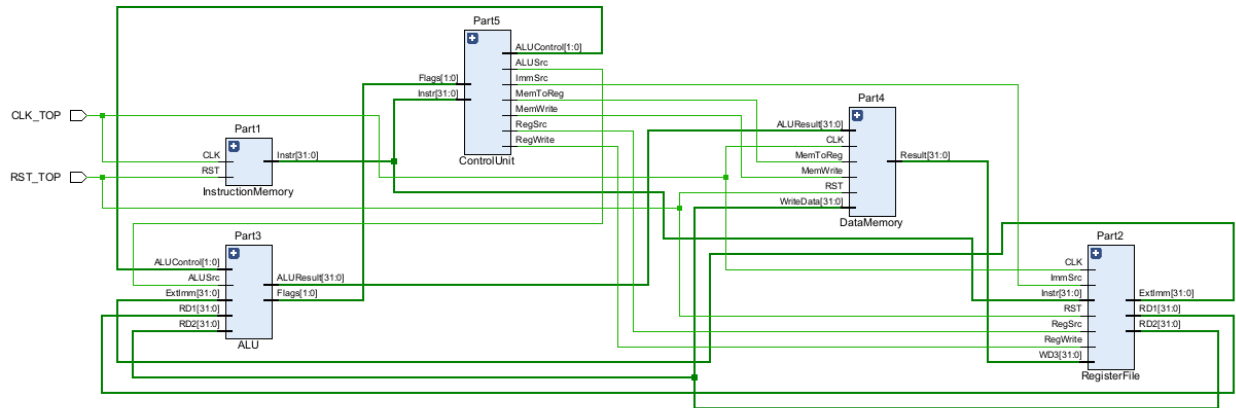 Part5
ALUControl[1:0]
ALUSrc
Flags[1:0]
ImmSrc
Instr[31:0]
MemToReg
MemWrite
RegSrc
RegWrite
ControlUnit
CLK_TOP
RST_TOP
Part1
CLK
Instr[31:0]
RST
InstructionMemory
Part4
ALUResult[31:0]
CLK
MemToReg
Result[31:0]
MemWrite
RST
WriteData[31:0]
DataMemory
Part3
ALUControl[1:0]
ALUSrc
ALUResult[31:0]
ExtImm[31:0]
Flags[1:0]
RD1[31:0]
RD2[31:0]
ALU
Part2
CLK
ImmSrc
Instr[31:0]
ExtImm[31:0]
RST
RD1[31:0]
RegSrc
RD2[31:0]
RegWrite
WD3[31:0]
RegisterFile